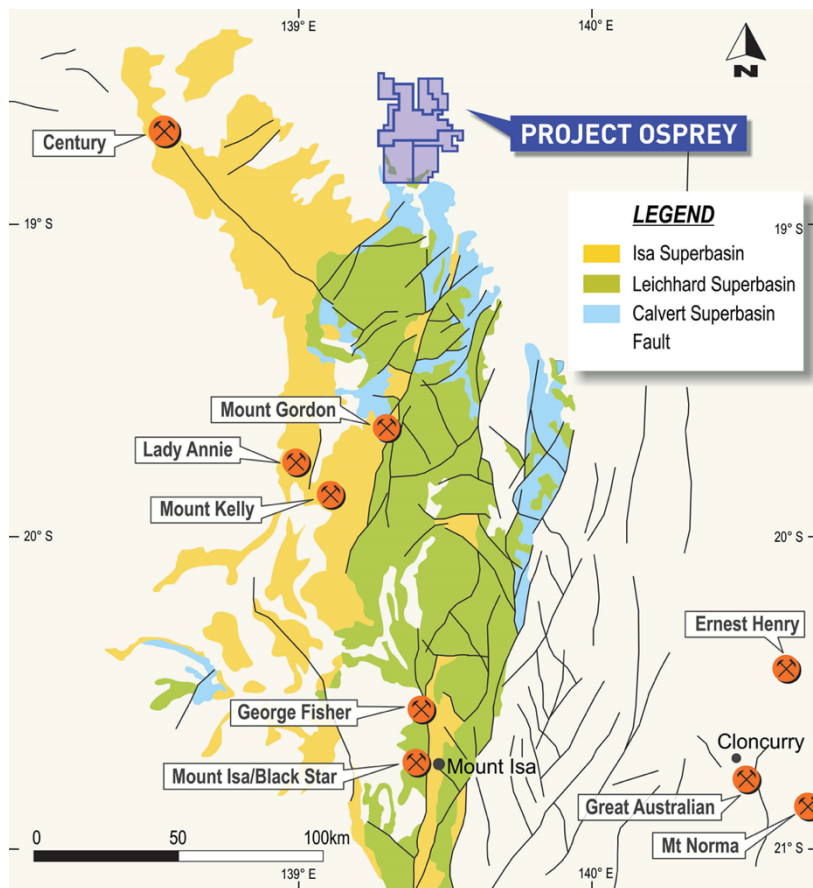 139° E
140° E
N
Century
PROJECT OSPREY
19° S
19° S
LEGEND
Isa Superbasin
Leichhard Superbasin
Calvert Superbasin
Fault
Mount Gordon
Lady Annie
Mount Kelly
20° S
20° S
Ernest Henry
George Fisher
Cloncurry
Mount Isa/Black Star
Mount Isa
Great Australian
Mt Norma
0 50 100km
21° S
139° E
140° E